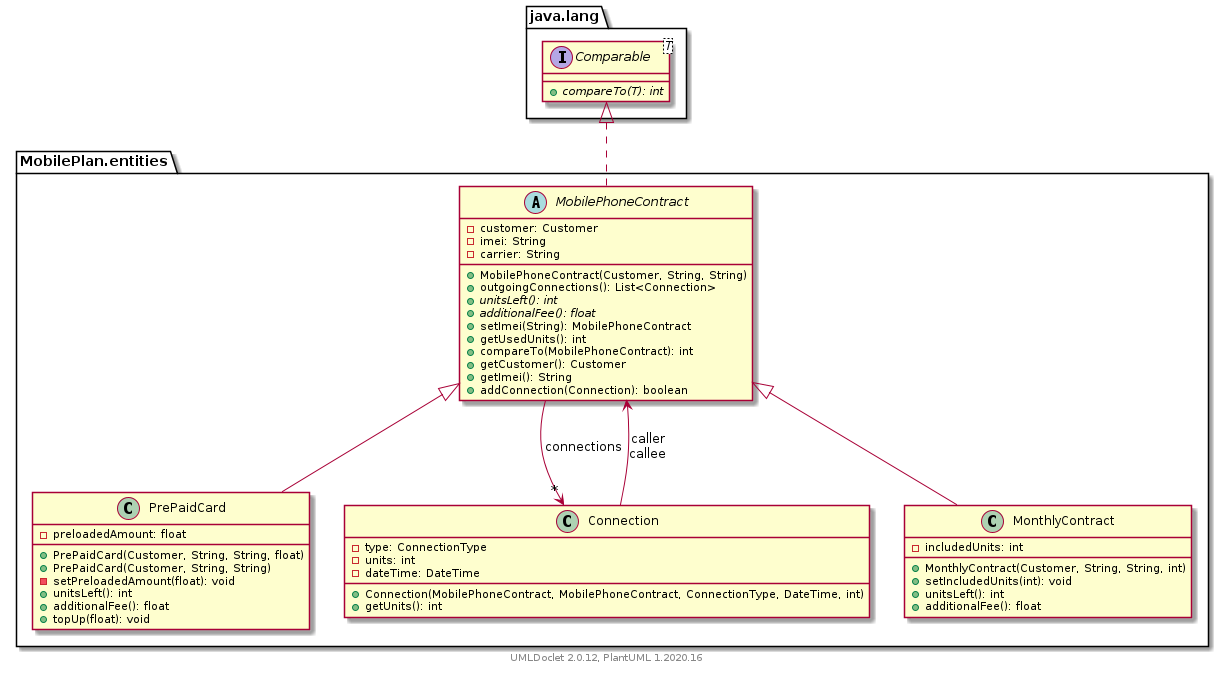 java.lang
I Comparable T
compareTo(T): int
MobilePlan.entities
A MobilePhoneContract
customer: Customer
imei: String
carrier: String
MobilePhoneContract(Customer, String, String)
outgoingConnections(): List<Connection>
unitsLeft(): int
additionalFee(): float
setImei(String): MobilePhoneContract
getUsedUnits(): int
compareTo(MobilePhoneContract): int
getCustomer(): Customer
getImei(): String
addConnection(Connection): boolean
connections
*
caller
callee
C PrePaidCard
preloadedAmount: float
PrePaidCard(Customer, String, String, float)
PrePaidCard(Customer, String, String)
setPreloadedAmount(float): void
unitsLeft(): int
additionalFee(): float
topUp(float): void
C Connection
type: ConnectionType
units: int
dateTime: DateTime
Connection(MobilePhoneContract, MobilePhoneContract, ConnectionType, DateTime, int)
getUnits(): int
C MonthlyContract
includedUnits: int
MonthlyContract(Customer, String, String, int)
setIncludedUnits(int): void
unitsLeft(): int
additionalFee(): float
UMLDoclet 2.0.12, PlantUML 1.2020.16